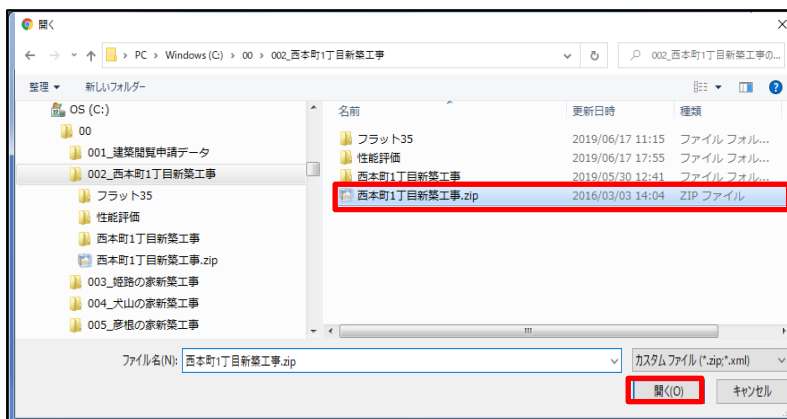 開く
PC > Windows (C:) > 00 > 002_西本町1丁目新築工事
002_西本町1丁目新築工事の...
整理 新しいフォルダー
OS (C:)
00
001_建築閲覧申請データ
002_西本町1丁目新築工事
フラット35
性能評価
西本町1丁目新築工事
西本町1丁目新築工事.zip
003_姫路の家新築工事
004_犬山の家新築工事
005_彦根の家新築工事
名前 更新日時 種類
フラット35 2019/06/17 11:15 ファイル フォル...
性能評価 2019/06/17 17:55 ファイル フォル...
西本町1丁目新築工事 2019/05/30 12:41 ファイル フォル...
西本町1丁目新築工事.zip 2016/03/03 14:04 ZIP ファイル
ファイル名(N): 西本町1丁目新築工事.zip カスタム ファイル (*.zip;*.xml)
開く(O) キャンセル